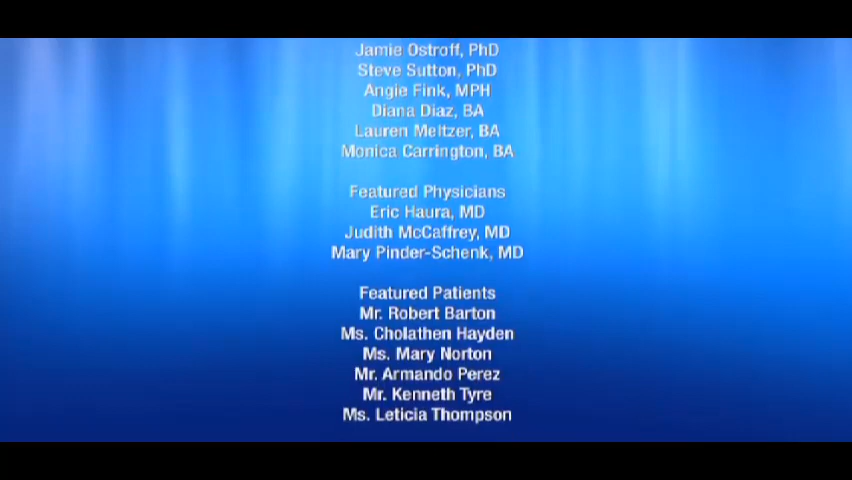 Jamie Ostroff, PhD
Steve Sutton, PhD
Angie Fink, MPH
Diana Diaz, BA
Lauren Meltzer, BA
Monica Carrington, BA
Featured Physicians
Eric Haura, MD
Judith McCaffrey, MD
Mary Pinder-Schenk, MD
Featured Patients
Mr. Robert Barton
Ms. Cholathen Hayden
Ms. Mary Norton
Mr. Armando Perez
Mr. Kenneth Tyre
Ms. Leticia Thompson